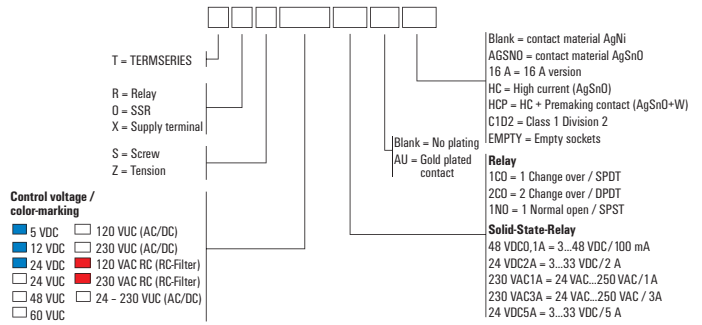 T = TERMSERIES
R = Relay
O = SSR
X = Supply terminal
S = Screw
Z = Tension
Control voltage /
color-marking
5 VDC 120 VUC (AC/DC)
12 VDC 230 VUC (AC/DC)
24 VDC 120 VAC RC (RC-Filter)
24 VUC 230 VAC RC (RC-Filter)
48 VUC 24 – 230 VUC (AC/DC)
60 VUC
Blank = contact material AgNi
AGSNO = contact material AgSnO
16 A = 16 A version
HC = High current (AgSnO)
HCP = HC + Premaking contact (AgSnO+W)
C1D2 = Class 1 Division 2
EMPTY = Empty sockets
Blank = No plating
AU = Gold plated
contact
Relay
1CO = 1 Change over / SPDT
2CO = 2 Change over / DPDT
1NO = 1 Normal open / SPST
Solid-State-Relay
48 VDC0,1A = 3...48 VDC/100 mA
24 VDC2A = 3...33 VDC/2 A
230 VAC1A = 24 VAC...250 VAC/1A
230 VAC3A = 24 VAC...250 VAC / 3A
24 VDC5A = 3...33 VDC/5 A